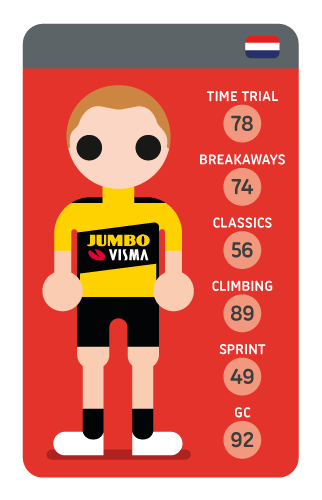 TIME TRIAL
78
BREAKAWAYS
74
CLASSICS
56
JUMBO
VISMA
CLIMBING
89
SPRINT
49
GC
92